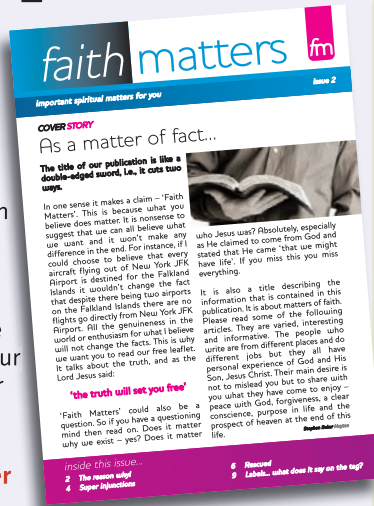 faith matters
fm
important spiritual matters for you
issue 2
COVER STORY
As a matter of fact...
The title of our publication is like a
double-edged sword, i.e., it cuts two
ways.
In one sense it makes a claim – 'Faith
Matters'. This is because what you
believe does matter. It is nonsense to
suggest that we can all believe what
we want and it won't make any
difference in the end. For instance, if I
could choose to believe that every
aircraft flying out of New York JFK
Airport is destined for the Falkland
Islands it wouldn't change the fact
that despite there being two airports
on the Falkland Islands there are no
flights go directly from New York JFK
Airport. All the genuineness in the
world or enthusiasm for what I believe
will not change the facts. This is why
we want you to read our free leaflet.
It talks about the truth, and as the
Lord Jesus said:
'the truth will set you free'
'Faith Matters' could also be a
question. So if you have a questioning
mind then read on. Does it matter
why we exist – yes? Does it matter
who Jesus was? Absolutely, especially
as He claimed to come from God and
stated that He came 'that we might
have life'. If you miss this you miss
everything.
It is also a title describing the
information that is contained in this
publication. It is about matters of faith.
Please read some of the following
articles. They are varied, interesting
and informative. The people who
write are from different places and do
different jobs but they all have
personal experience of God and His
Son, Jesus Christ. Their main desire is
not to mislead you but to share with
you what they have come to enjoy –
peace with God, forgiveness, a clear
conscience, purpose in life and the
prospect of heaven at the end of this
life.
Stephen Baker
inside this issue...
2 The reason why!
4 Super injunctions
6 Rescued
9 Labels... what does it say on the tag?